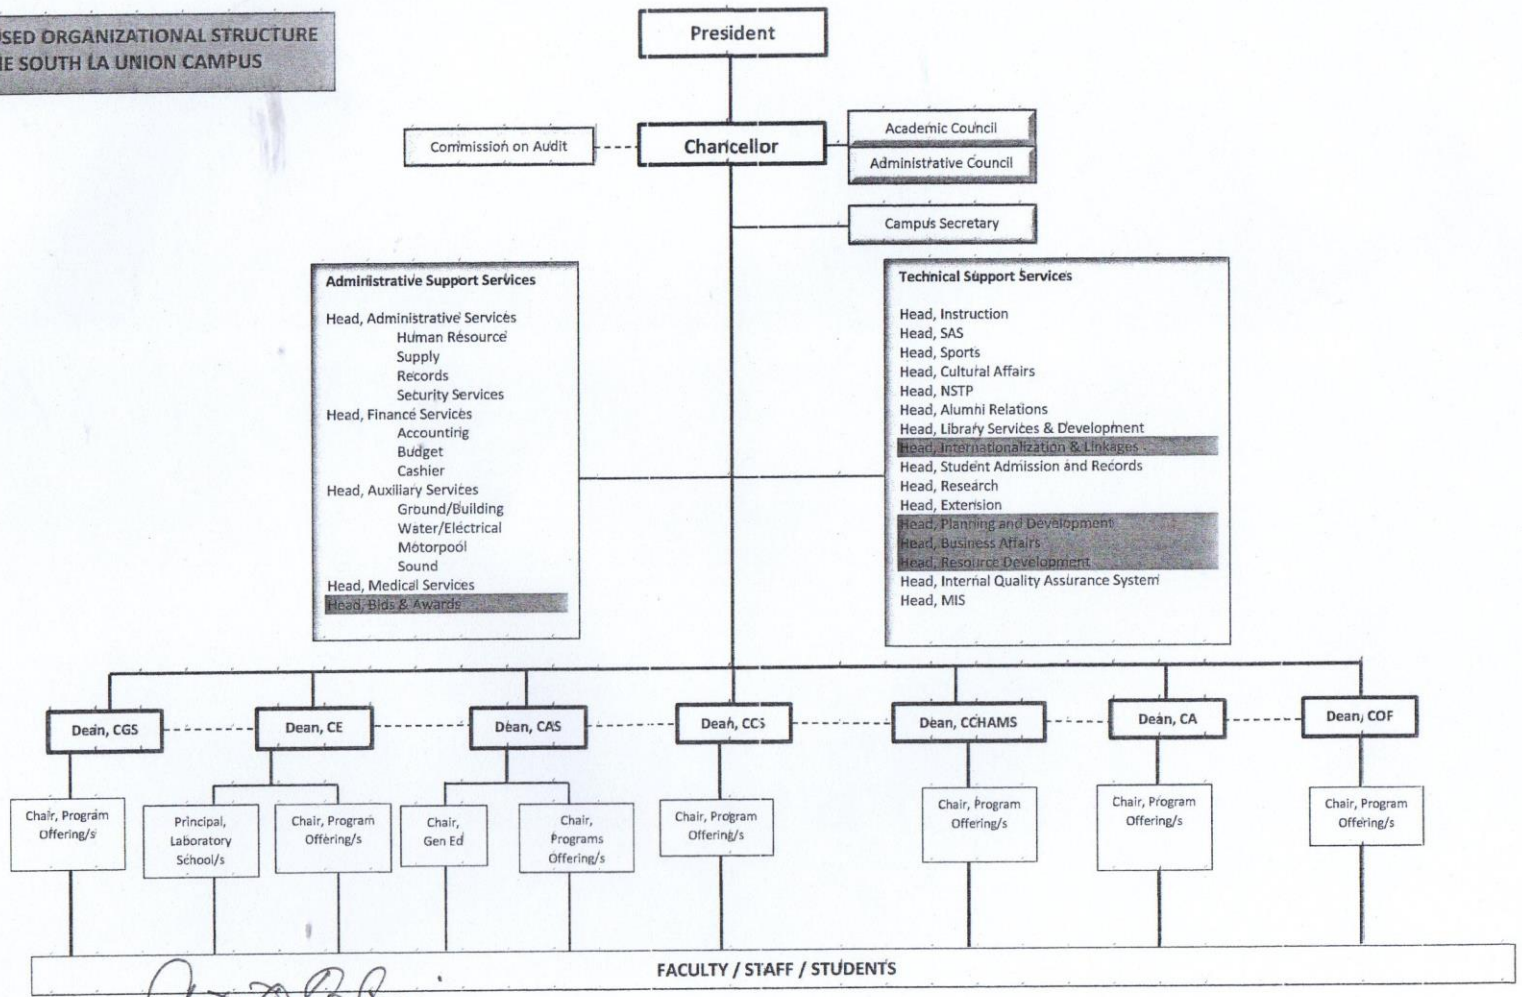 SED ORGANIZATIONAL STRUCTURE
E SOUTH LA UNION CAMPUS
President
Commission on Audit
Chancellor
Academic Council
Administrative Council
Campus Secretary
Administrative Support Services
Head, Administrative Services
Human Resource
Supply
Records
Security Services
Head, Finance Services
Accounting
Budget
Cashier
Head, Auxiliary Services
Ground/Building
Water/Electrical
Motorpool
Sound
Head, Medical Services
Head, Bids & Awards
Technical Support Services
Head, Instruction
Head, SAS
Head, Sports
Head, Cultural Affairs
Head, NSTP
Head, Alumni Relations
Head, Library Services & Development
Head, Internationalization & Linkages
Head, Student Admission and Records
Head, Research
Head, Extension
Head, Planning and Development
Head, Business Affairs
Head, Resource Development
Head, Internal Quality Assurance System
Head, MIS
Dean, CGS
Dean, CE
Dean, CAS
Dean, CCS
Dean, CCHAMS
Dean, CA
Dean, COF
Chair, Program
Offering/s
Principal,
Laboratory
School/s
Chair, Program
Offering/s
Chair,
Gen Ed
Chair,
Programs
Offering/s
Chair, Program
Offering/s
Chair, Program
Offering/s
Chair, Program
Offering/s
Chair, Program
Offering/s
FACULTY / STAFF / STUDENTS